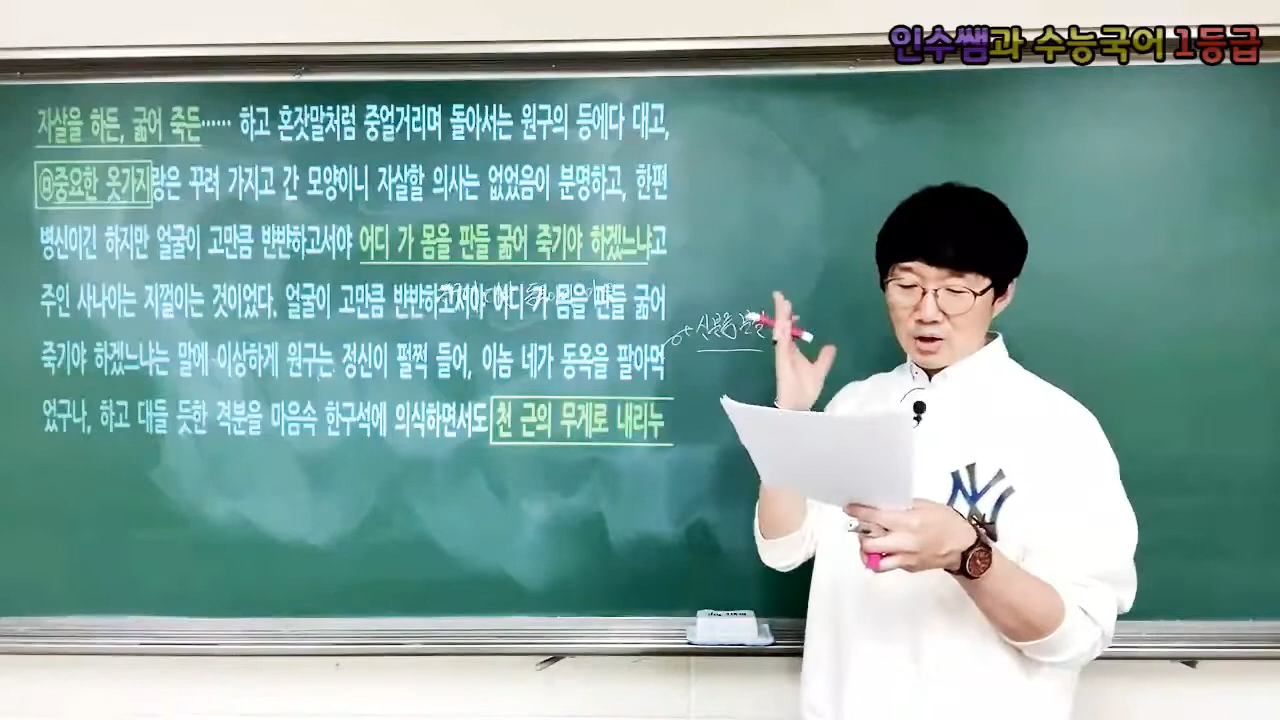 인수쌤과 수능국어 1등급
자살을 하든, 굶어 죽든…… 하고 혼잣말처럼 중얼거리며 돌아서는 원구의 등에다 대고,
ⓐ중요한 옷가지랑은 꾸려 가지고 간 모양이니 자살할 의사는 없었음이 분명하고, 한편
병신이긴 하지만 얼굴이 고만큼 반반하고서야 어디 가 몸을 판들 굶어 죽기야 하겠느냐고
주인 사나이는 지껄이는 것이었다. 얼굴이 고만큼 반반하고서야 어디 가 몸을 판들 굶어
죽기야 하겠느냐는 말에 이상하게 원구는 정신이 펄쩍 들어, 이놈 네가 동옥을 팔아먹
었구나, 하고 대들 듯한 격분을 마음속 한구석에 의식하면서도 천 근의 무게로 내리누
NY